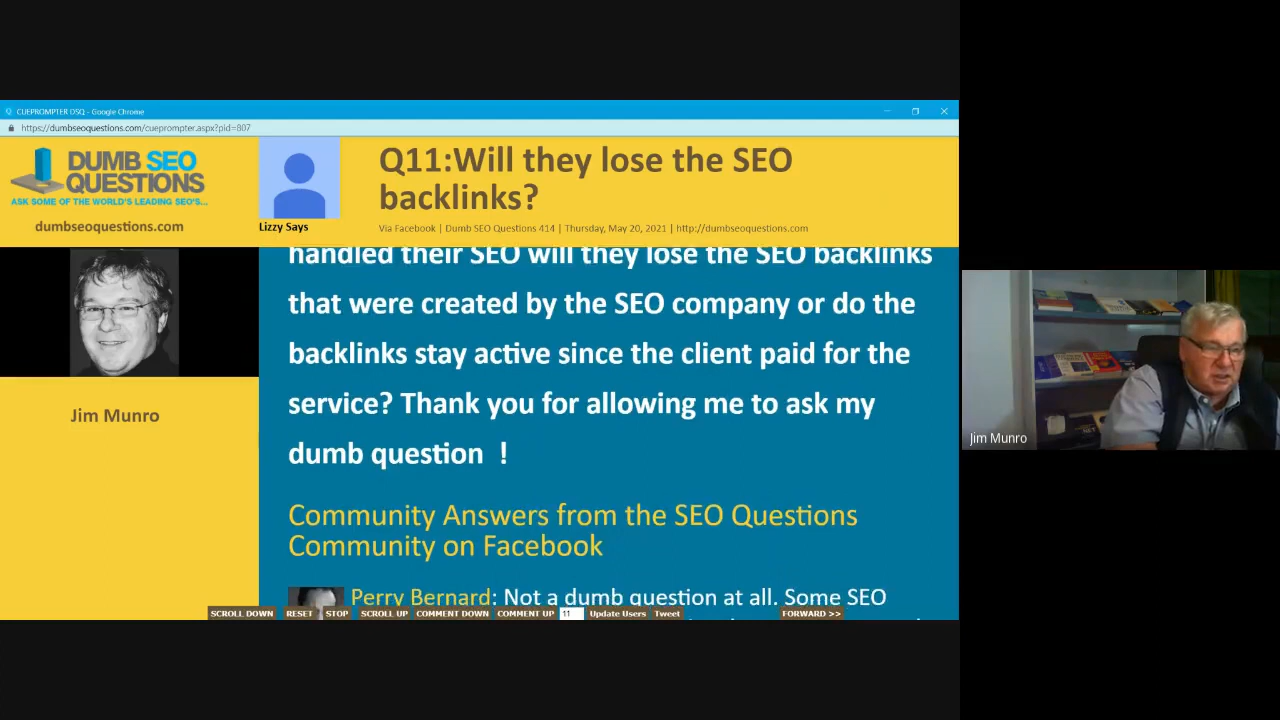 CUEPROMPTER DSQ - Google Chrome
https://dumbseoquestions.com/cueprompter.aspx?pid=807
DUMB SEO
QUESTIONS
ASK SOME OF THE WORLD'S LEADING SEO'S...
dumbseoquestions.com
Lizzy Says
Q11:Will they lose the SEO
backlinks?
Via Facebook | Dumb SEO Questions 414 | Thursday, May 20, 2021 | http://dumbseoquestions.com
Jim Munro
handled their SEO will they lose the SEO backlinks
that were created by the SEO company or do the
backlinks stay active since the client paid for the
service? Thank you for allowing me to ask my
dumb question !
Community Answers from the SEO Questions
Community on Facebook
Perry Bernard: Not a dumb question at all. Some SEO
SCROLL DOWN RESET STOP SCROLL UP COMMENT DOWN COMMENT UP 11 Update Users Tweet FORWARD >>
Jim Munro